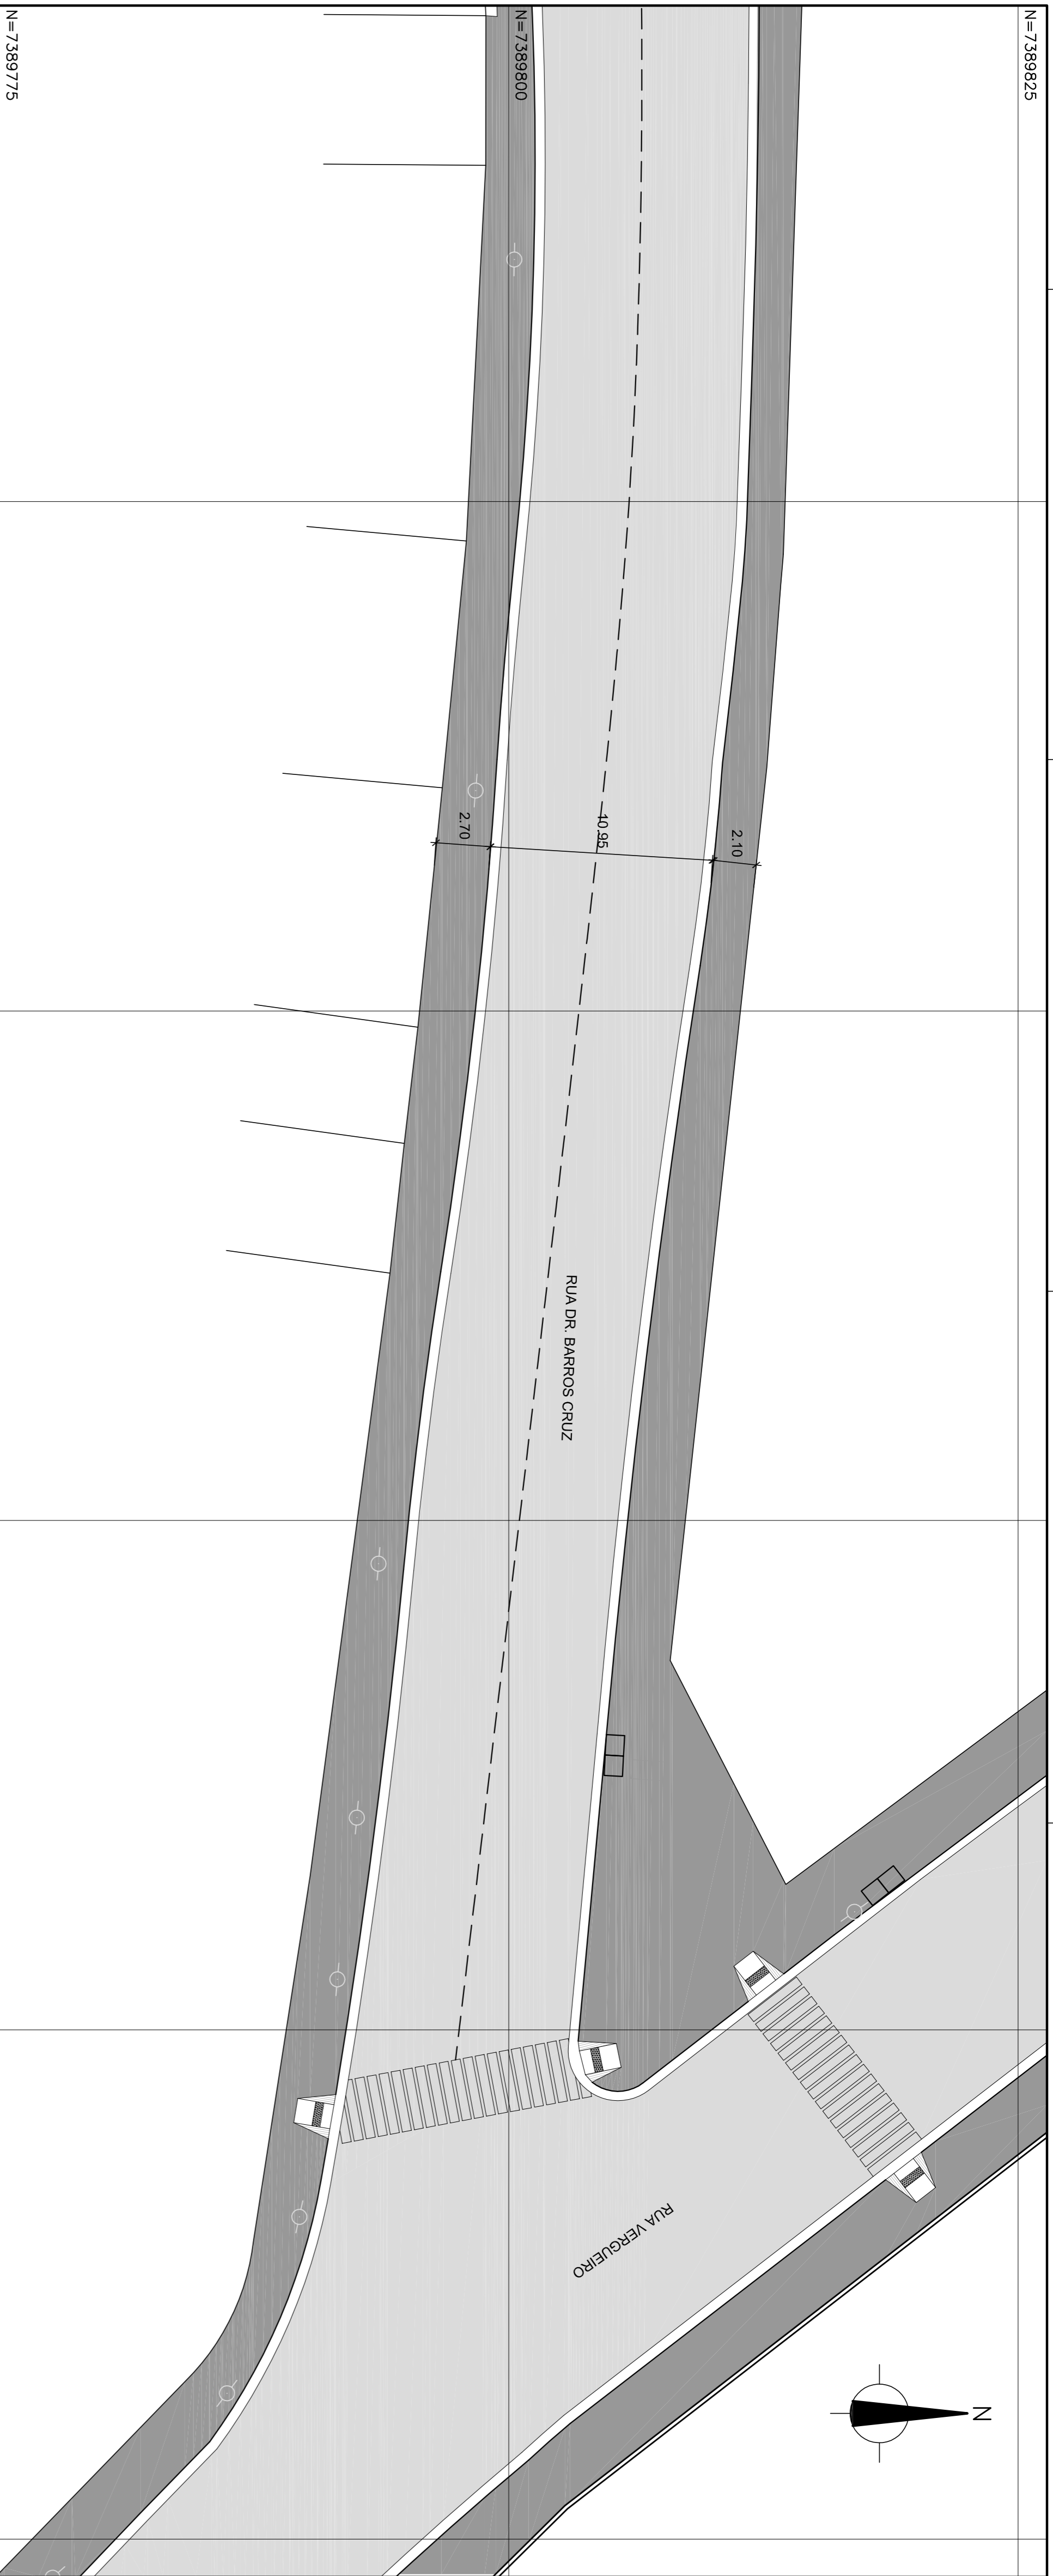 N=7389825
N=7389800
N=7389775
2.10
10.95
2.70
RUA DR. BARROS CRUZ
RUA VERGUEIRO
N